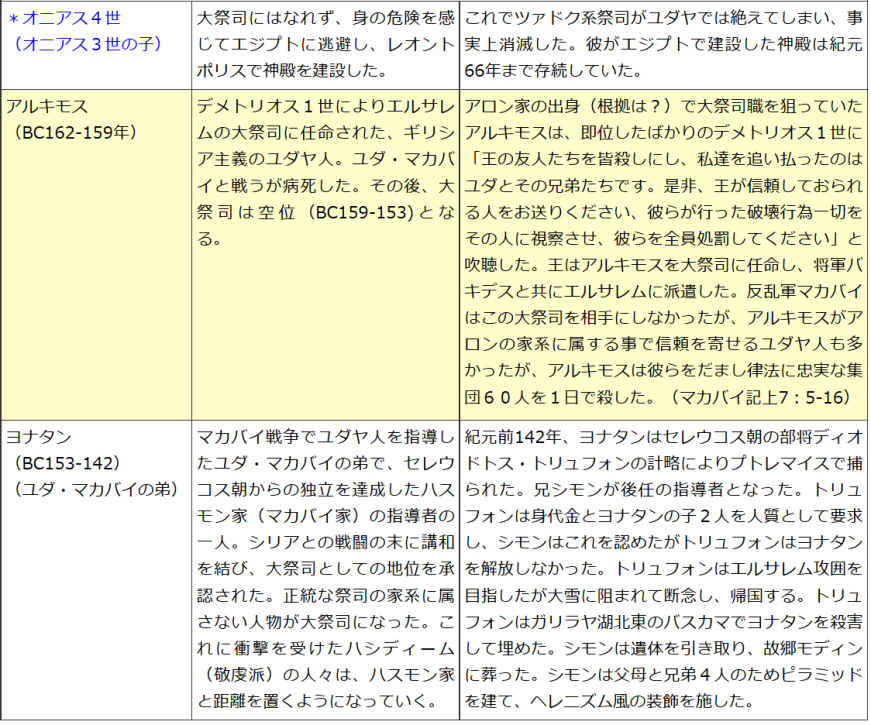 ＊オニアス４世
（オニアス３世の子）
大祭司にはなれず、身の危険を感
じてエジプトに逃避し、レオント
ポリスで神殿を建設した。
これでツァドク系祭司がユダヤでは絶えてしまい、事
実上消滅した。彼がエジプトで建設した神殿は紀元
66年まで存続していた。
アルキモス
（BC162-159年）
デメトリオス１世によりエルサレ
ムの大祭司に任命された、ギリシ
ア主義のユダヤ人。ユダ・マカバ
イと戦うが病死した。その後、大
祭司は空位（BC159-153)とな
る。
アロン家の出身（根拠は？）で大祭司職を狙っていた
アルキモスは、即位したばかりのデメトリオス１世に
「王の友人たちを皆殺しにし、私達を追い払ったのは
ユダとその兄弟たちです。是非、王が信頼しておられ
る人をお送りください、彼らが行った破壊行為一切を
その人に視察させ、彼らを全員処罰してください」と
吹聴した。王はアルキモスを大祭司に任命し、将軍バ
キデスと共にエルサレムに派遣した。反乱軍マカバイ
はこの大祭司を相手にしなかったが、アルキモスがア
ロンの家系に属する事で信頼を寄せるユダヤ人も多
かったが、アルキモスは彼らをだまし律法に忠実な集
団６０人を１日で殺した。（マカバイ記上7：5-16）
ヨナタン
（BC153-142）
（ユダ・マカバイの弟）
マカバイ戦争でユダヤ人を指導し
たユダ・マカバイの弟で、セレウ
コス朝からの独立を達成したハス
モン家（マカバイ家）の指導者の
一人。シリアとの戦闘の末に講和
を結び、大祭司としての地位を承
認された。正統な祭司の家系に属
さない人物が大祭司になった。こ
れに衝撃を受けたハシディーム
（敬虔派）の人々は、ハスモン家
と距離を置くようになっていく。
紀元前142年、ヨナタンはセレウコス朝の部将ディオ
ドトス・トリュフォンの計略によりプトレマイスで捕
られた。兄シモンが後任の指導者となった。トリュ
フォンは身代金とヨナタンの子２人を人質として要求
し、シモンはこれを認めたがトリュフォンはヨナタン
を解放しなかった。トリュフォンはエルサレム攻囲を
目指したが大雪に阻まれて断念し、帰国する。トリュ
フォンはガリラヤ湖北東のバスカマでヨナタンを殺害
して埋めた。シモンは遺体を引き取り、故郷モディン
に葬った。シモンは父母と兄弟４人のためピラミッド
を建て、ヘレニズム風の装飾を施した。